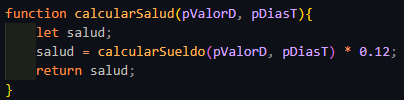 function calcularSalud(pValorD, pDiasT){
    let salud;
    salud = calcularSueldo(pValorD, pDiasT) * 0.12;
    return salud;
}